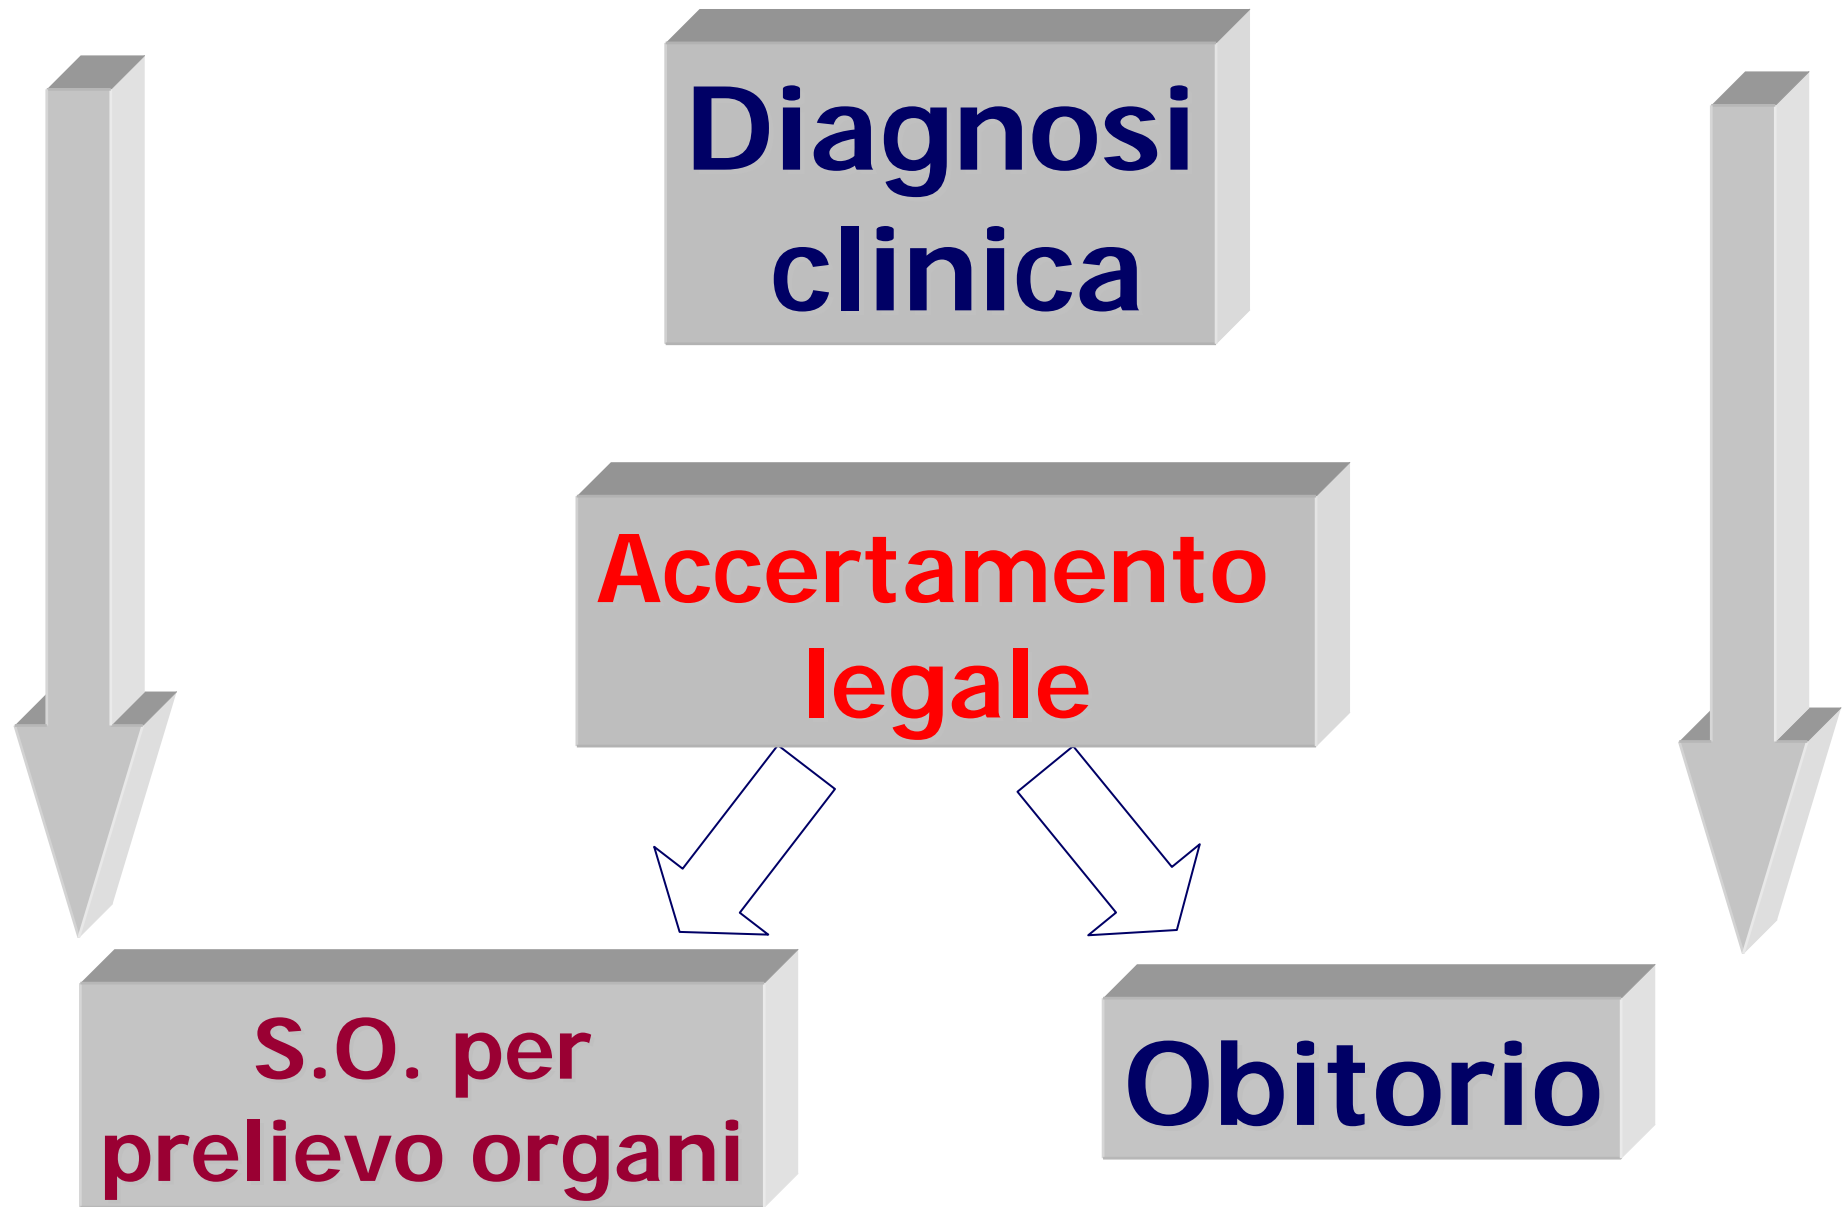 Diagnosi
clinica
Accertamento
legale
S.O. per
prelievo organi
Obitorio